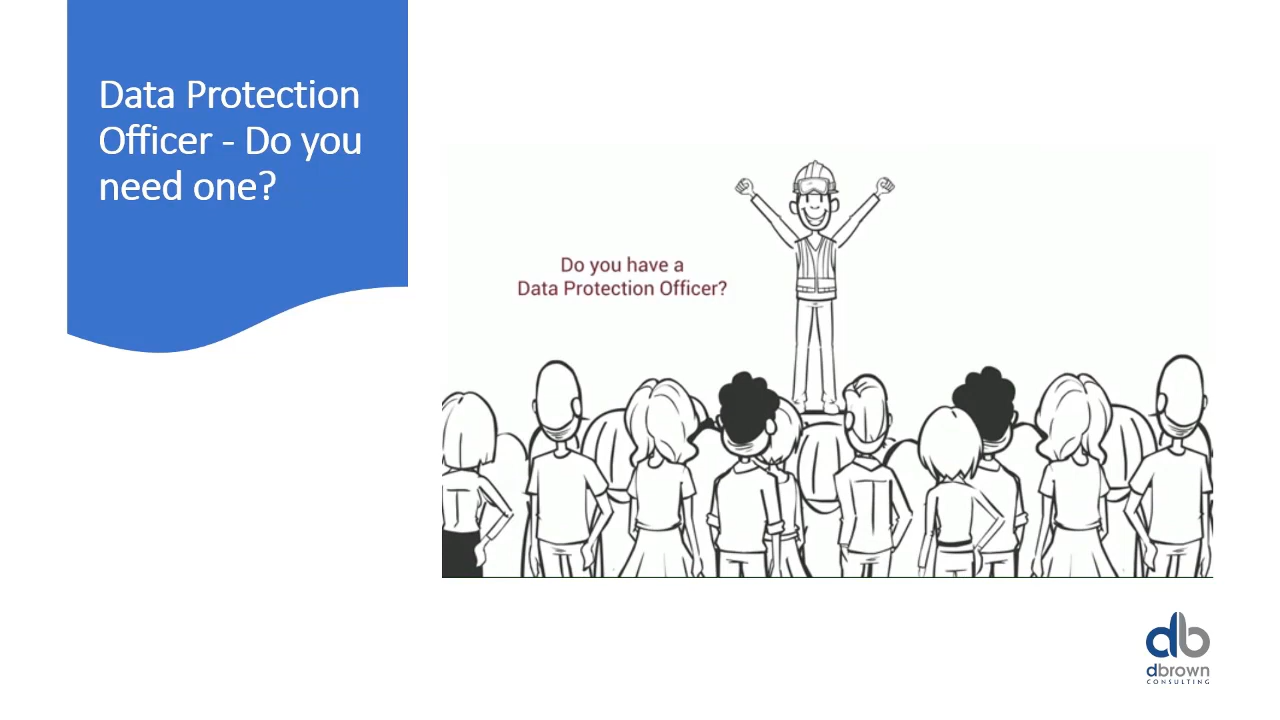 Data Protection
Officer - Do you
need one?
Do you have a
Data Protection Officer?
db
dbrown
CONSULTING